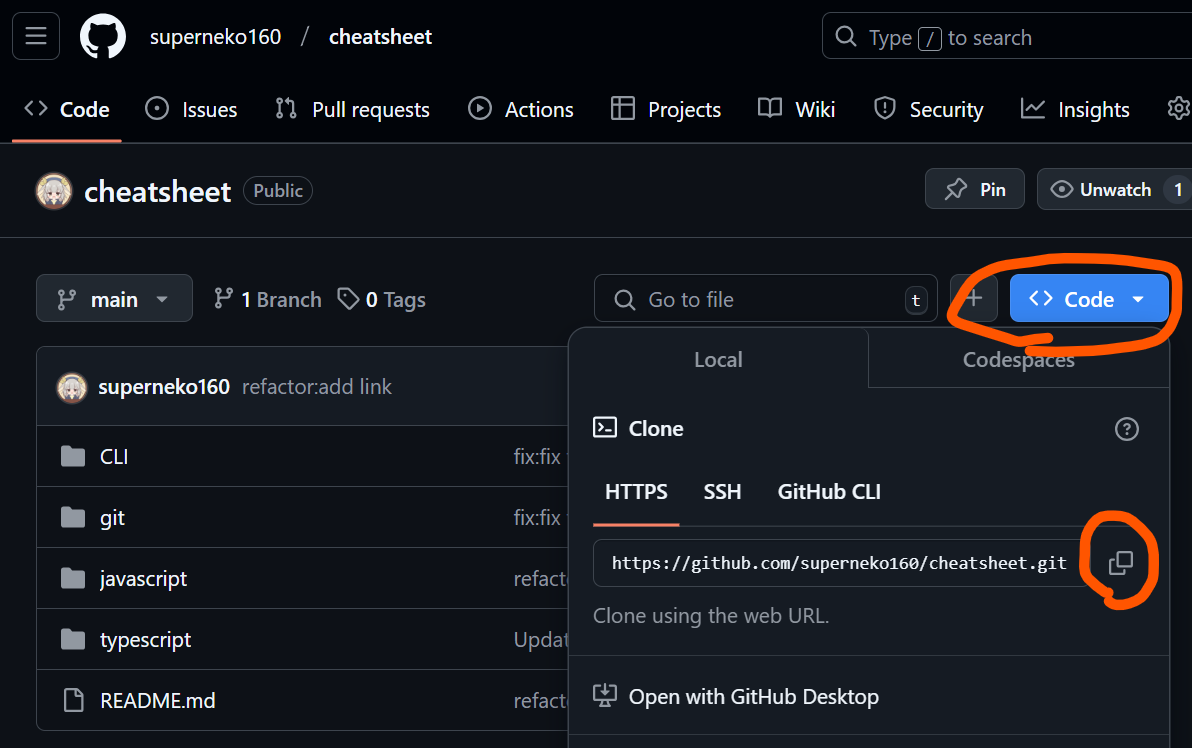 superneko160 / cheatsheet Type / to search
Code Issues Pull requests Actions Projects Wiki Security Insights
cheatsheet Public Pin Unwatch 1
main 1 Branch 0 Tags Go to file t + Code
Local Codespaces
superneko160 refactor:add link
Clone ?
CLI fix:fix
HTTPS SSH GitHub CLI
git fix:fix
https://github.com/superneko160/cheatsheet.git
javascript refact
Clone using the web URL.
typescript Updat
Open with GitHub Desktop
README.md refact